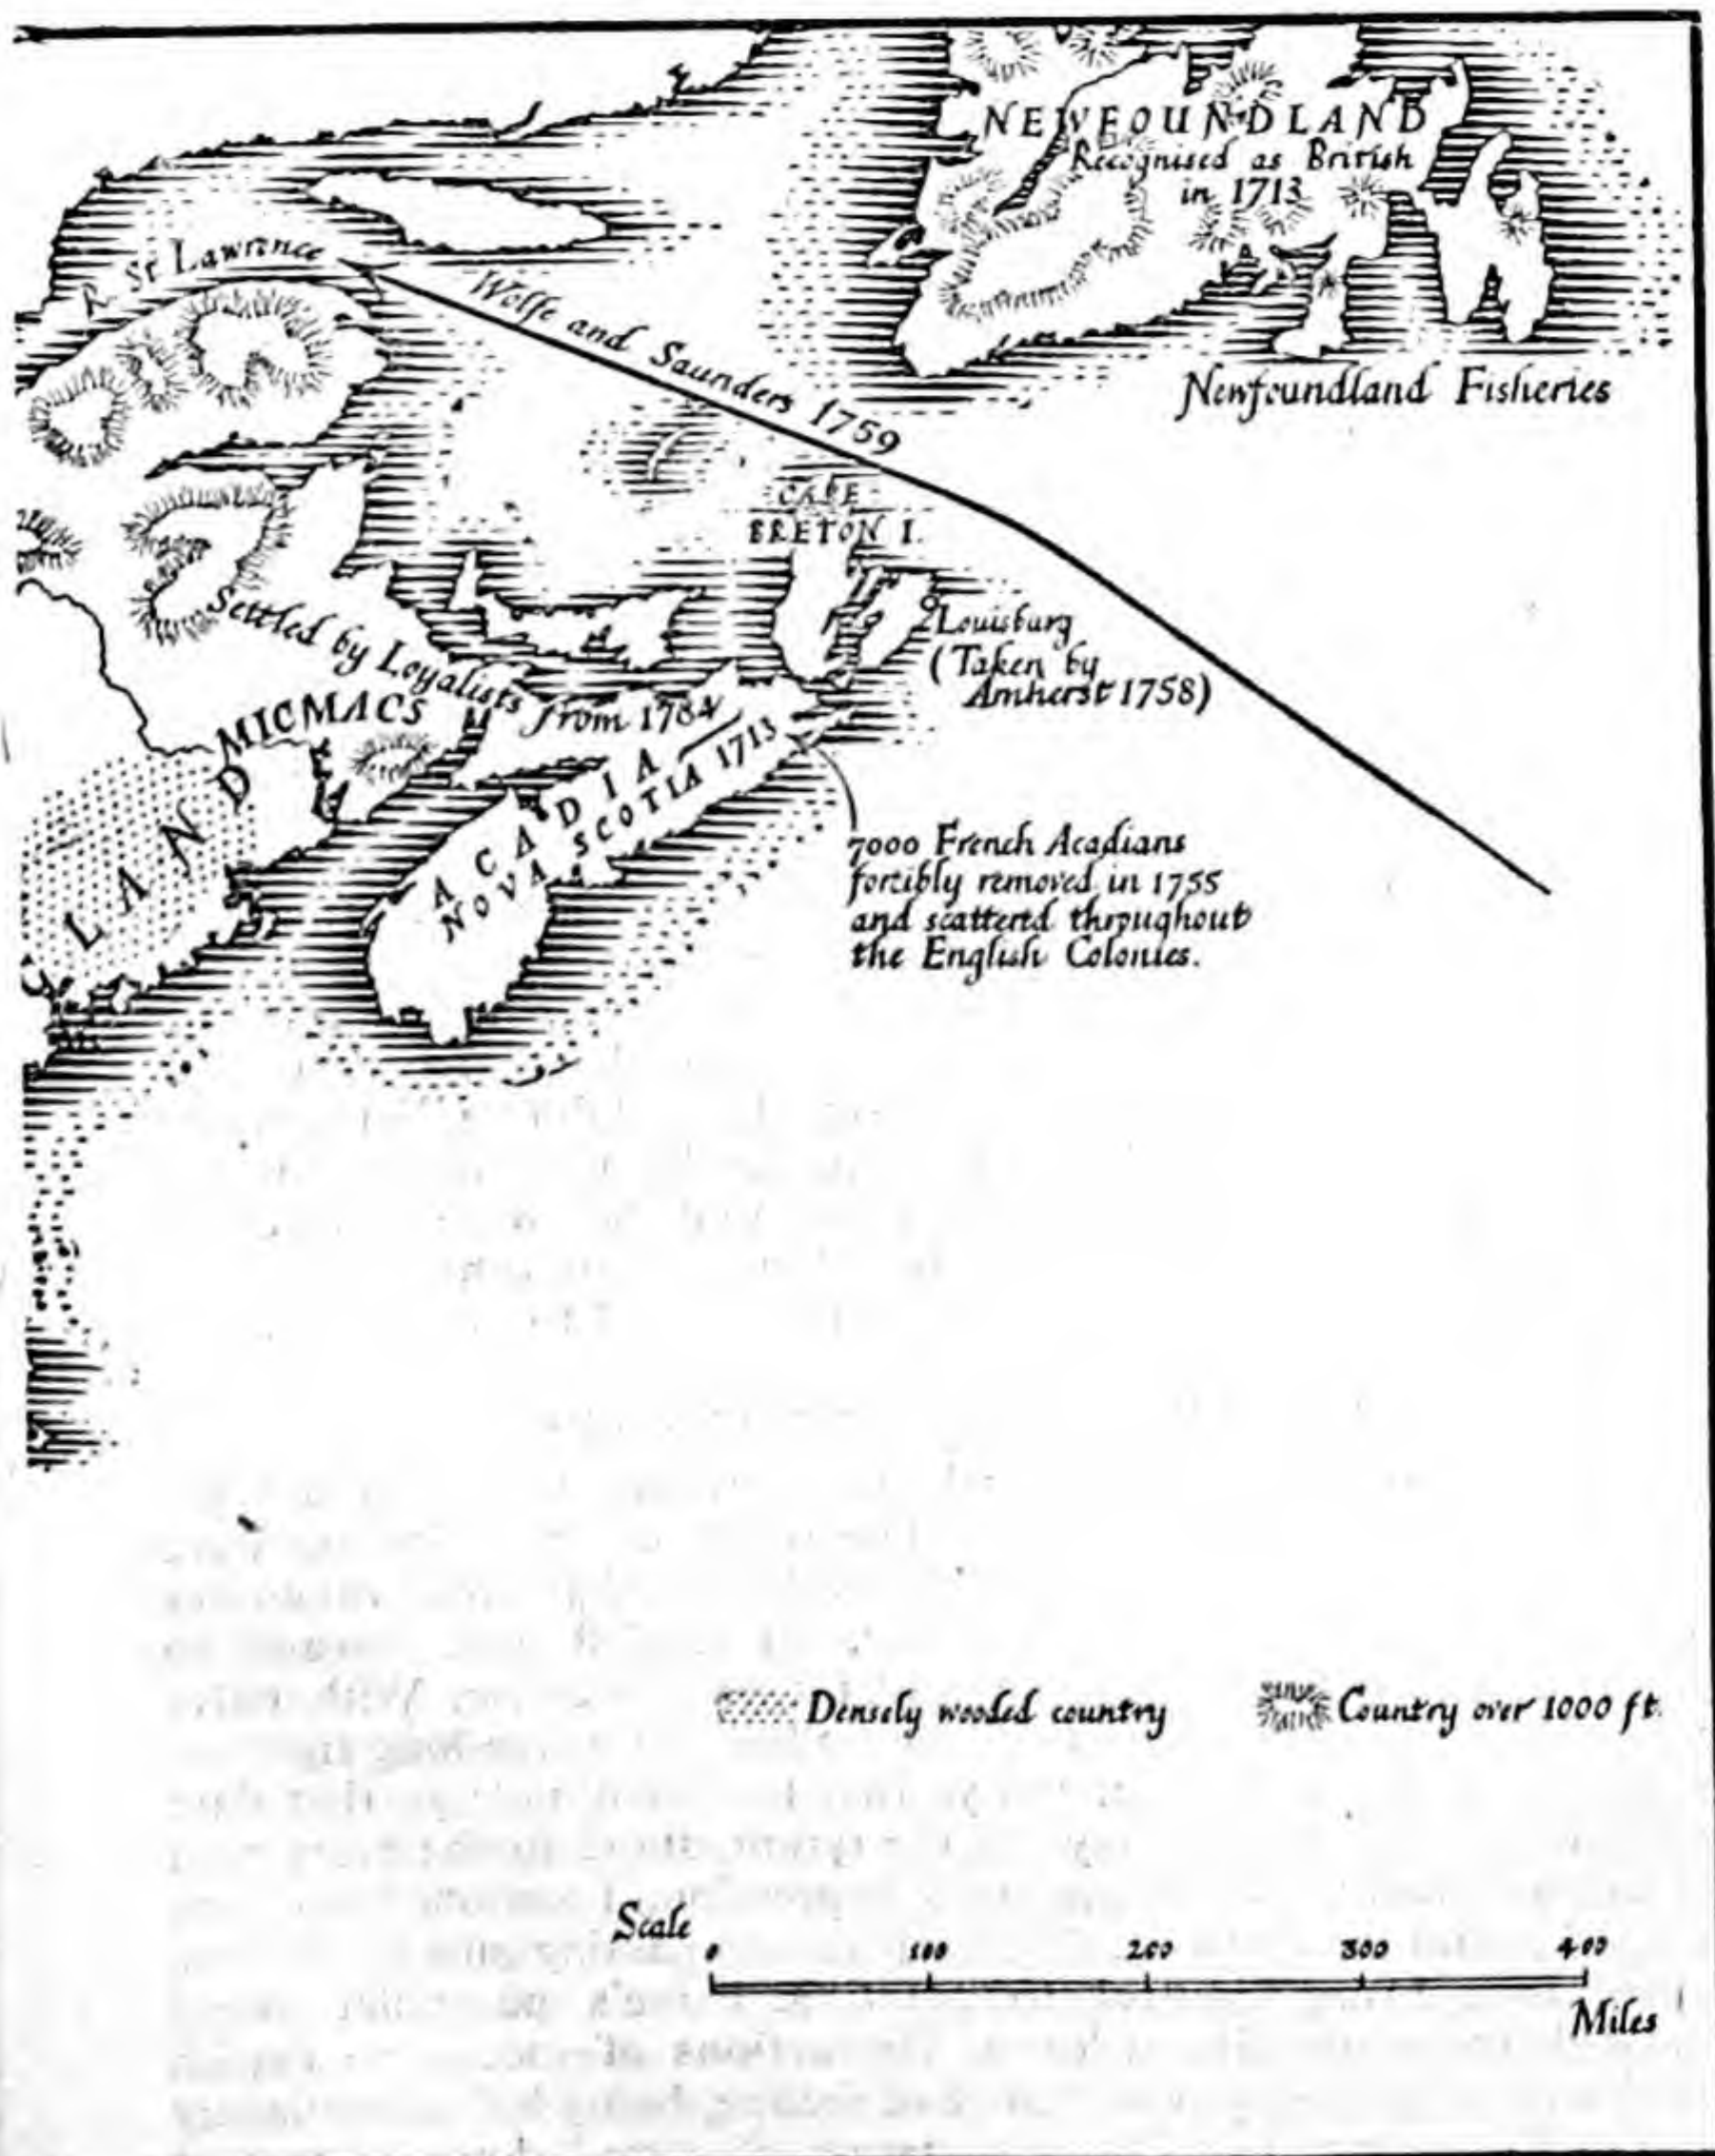 NEWFOUNDLAND
Recognised as British
in 1713
R. St Lawrence
Wolfe and Saunders 1759
Newfoundland Fisheries
CAPE
BRETON I.
Louisburg
(Taken by
Amherst 1758)
Settled by Loyalists from 1784
MICMACS
LAND
ACADIA
NOVA SCOTIA 1713
7000 French Acadians
forcibly removed in 1755
and scattered throughout
the English Colonies.
Densely wooded country
Country over 1000 ft.
Scale
0 100 200 300 400
Miles